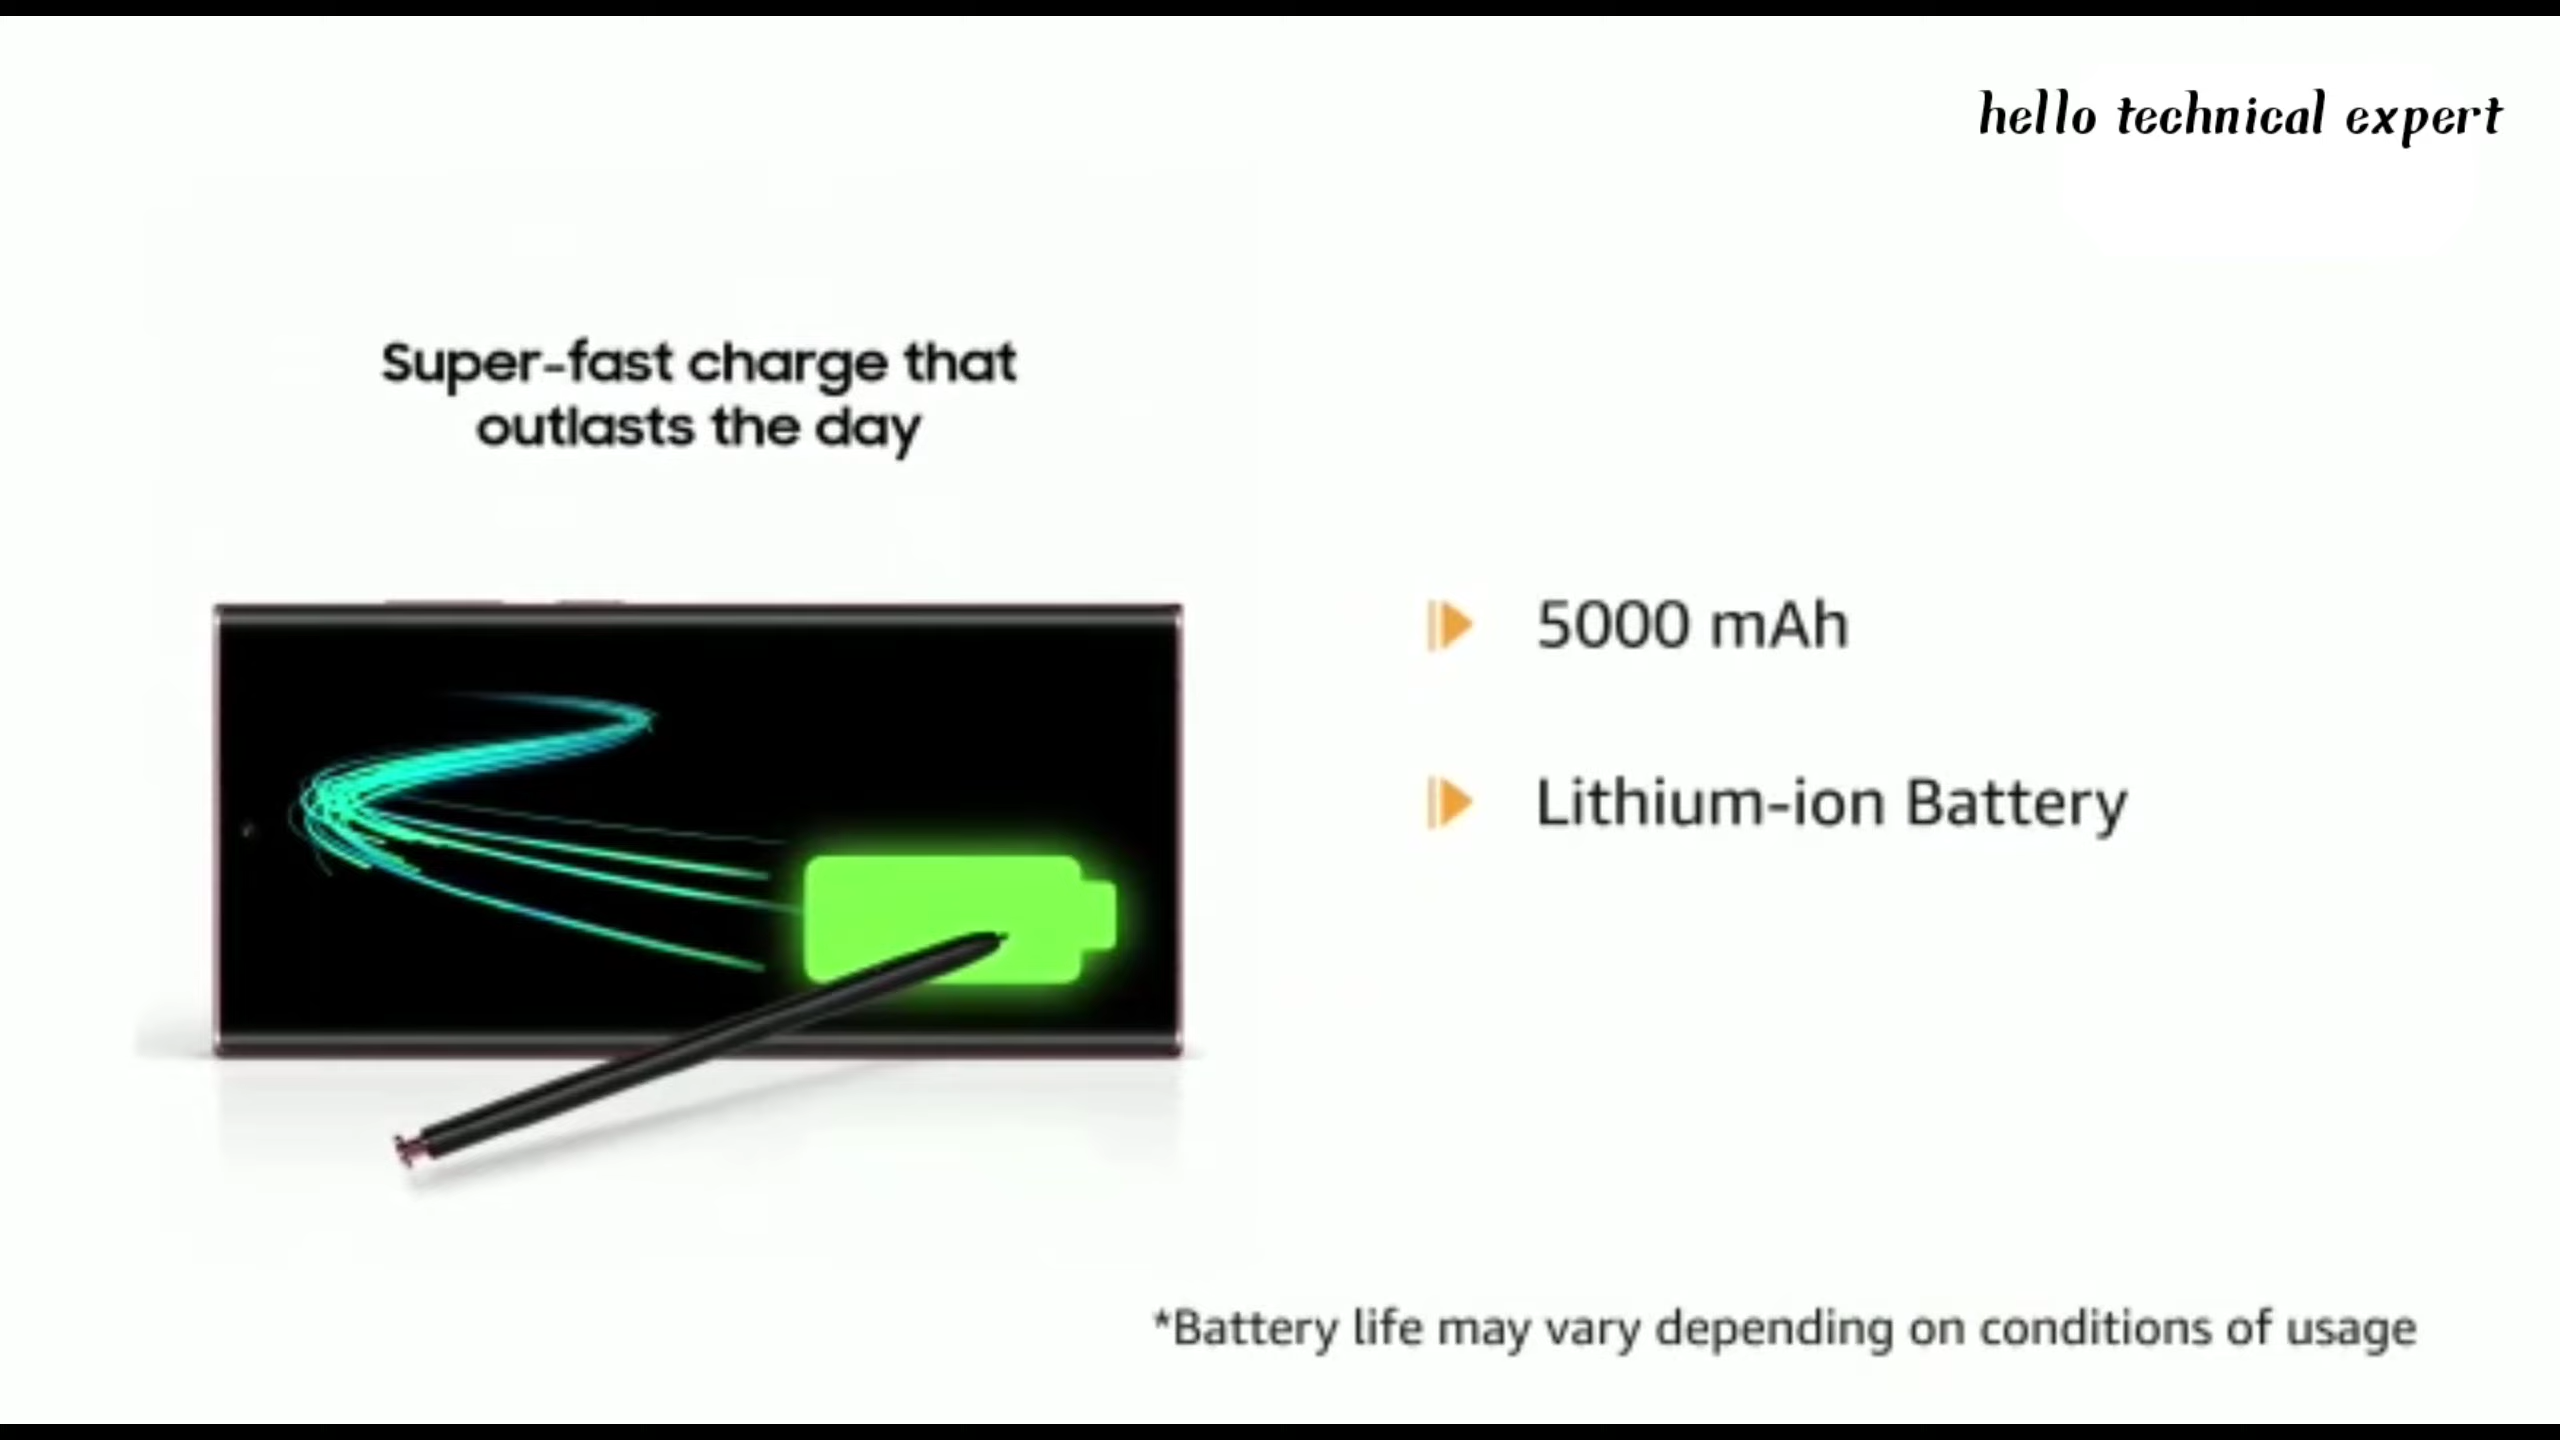 hello technical expert
Super-fast charge that
outlasts the day
5000 mAh
Lithium-ion Battery
*Battery life may vary depending on conditions of usage